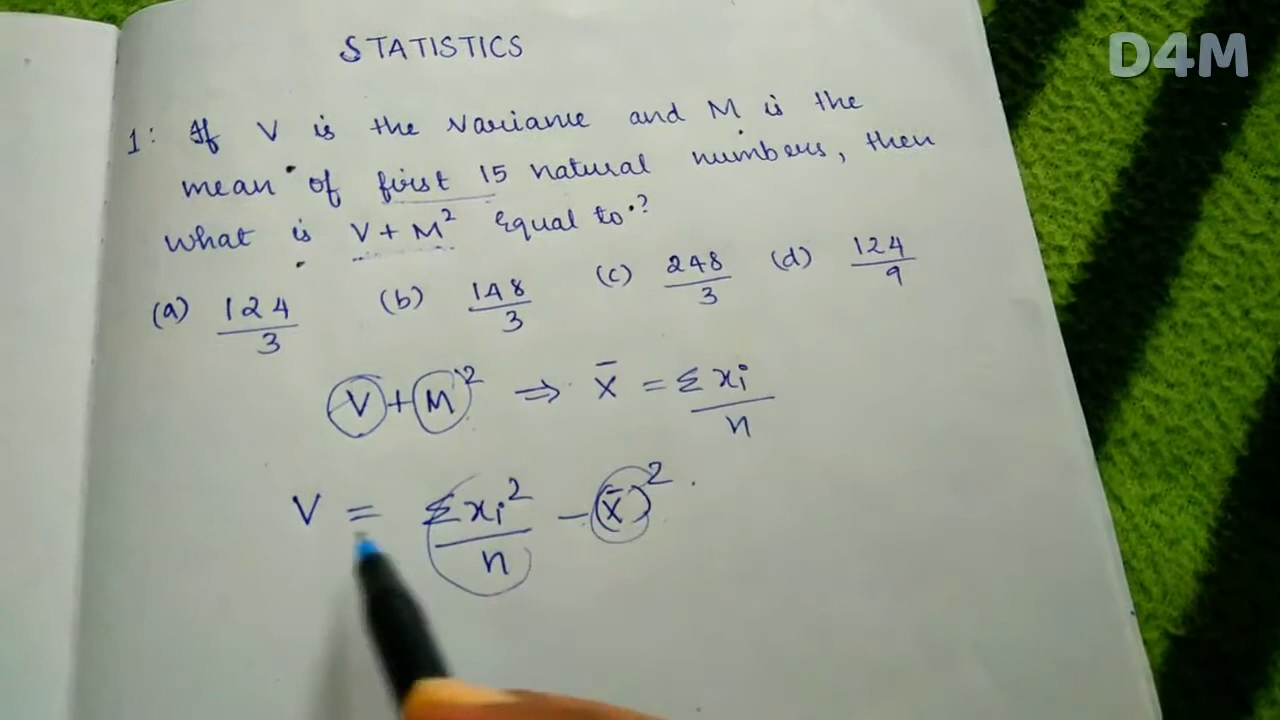 D4M
STATISTICS
1: If V is the variance and M is the
mean of first 15 natural numbers, then
what is V + M² equal to?
(a) 124/3 (b) 148/3 (c) 248/3 (d) 124/9
V + M² ⇒ x̄ = Σxi/n
V = Σxi²/n - (x̄)²